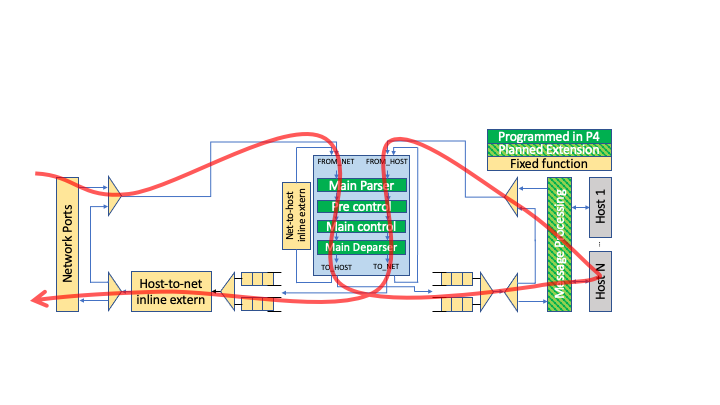 Programmed in P4
Planned Extension
Fixed function
FROM_NET
FROM_HOST
Main Parser
Pre control
Main control
Main Deparser
TO_HOST
TO_NET
Net-to-host
inline extern
Network Ports
Host-to-net
inline extern
Message Processing
Host 1
...
Host N